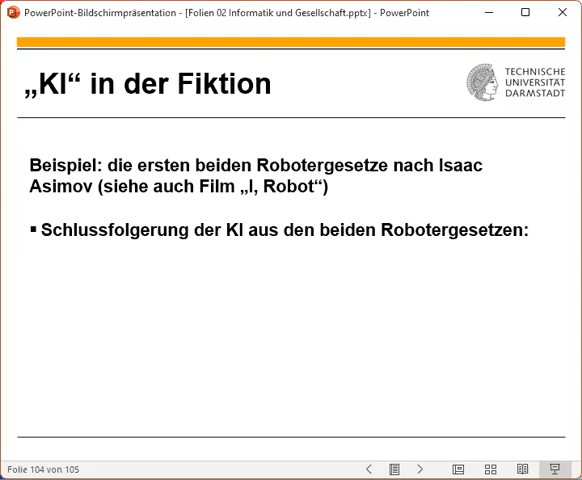 PowerPoint-Bildschirmpräsentation - [Folien 02 Informatik und Gesellschaft.pptx] - PowerPoint
„KI“ in der Fiktion
TECHNISCHE
UNIVERSITÄT
DARMSTADT
Beispiel: die ersten beiden Robotergesetze nach Isaac
Asimov (siehe auch Film „I, Robot“)
▪ Schlussfolgerung der KI aus den beiden Robotergesetzen:
Folie 104 von 105